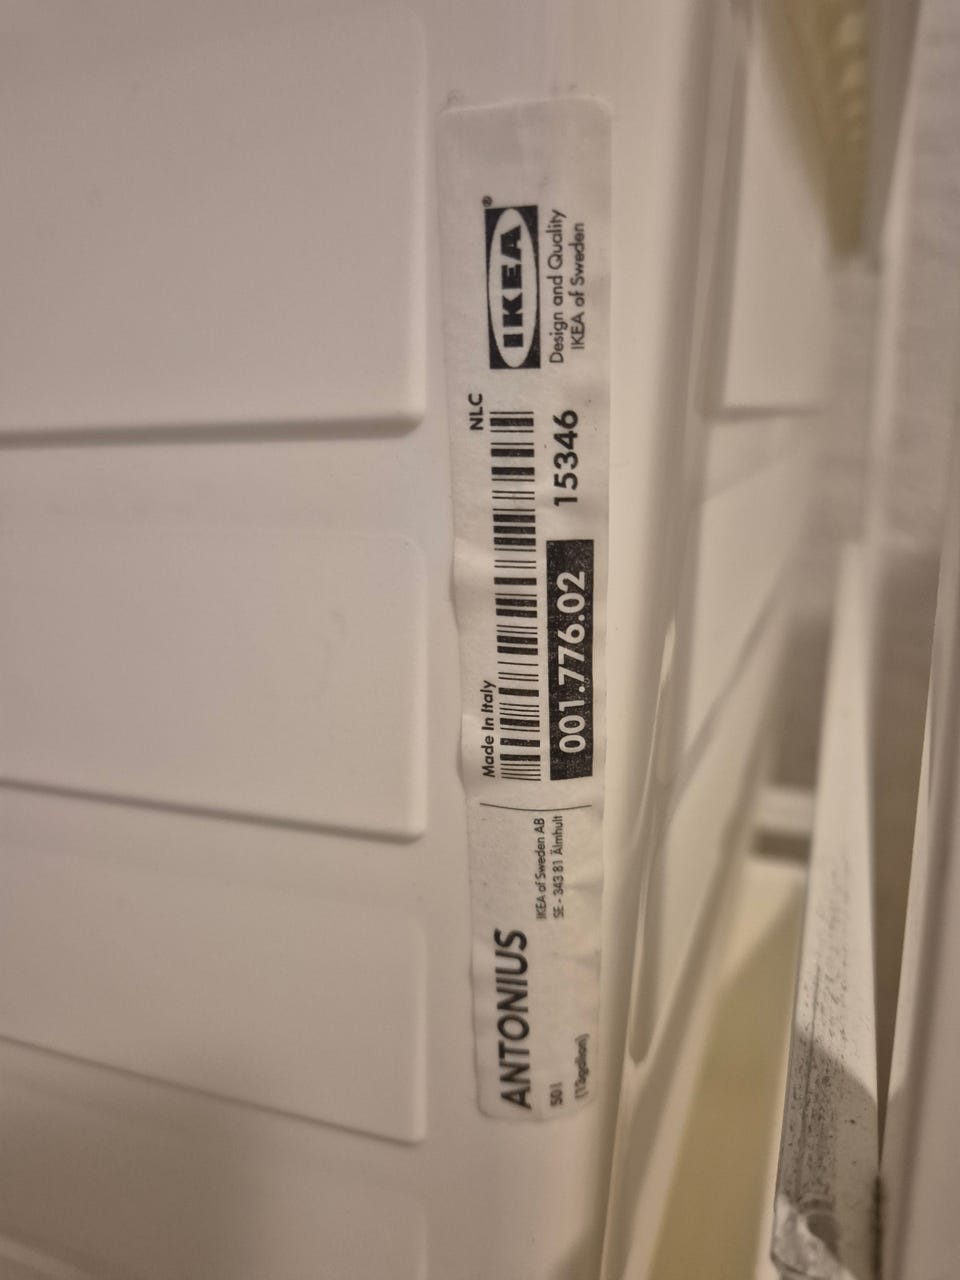 ANTONIUS
50l
(13gallon)
IKEA of Sweden AB
SE - 343 81 Älmhult
Made In Italy
NLC
001.776.02
15346
IKEA®
Design and Quality
IKEA of Sweden